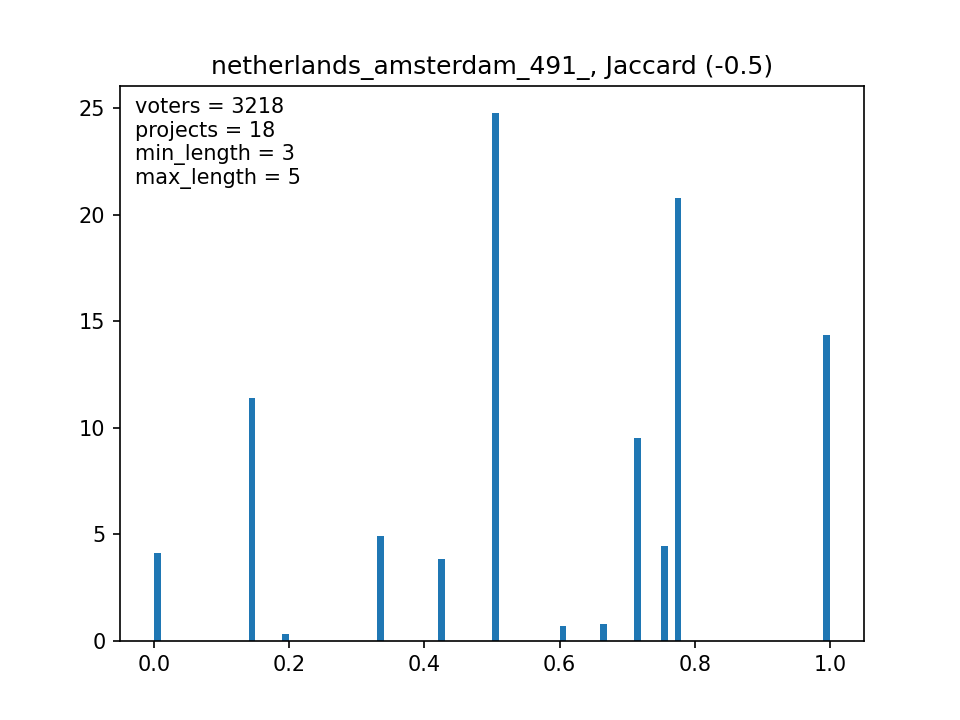 netherlands_amsterdam_491_, Jaccard (-0.5)
voters = 3218
projects = 18
min_length = 3
max_length = 5
25
20
15
10
5
0
0.0 0.2 0.4 0.6 0.8 1.0